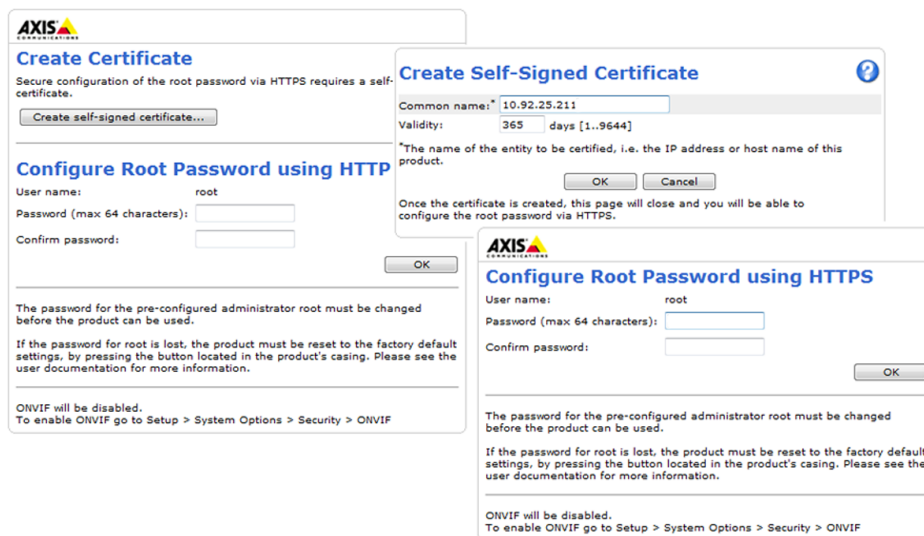 AXIS
COMMUNICATIONS
Create Certificate
Secure configuration of the root password via HTTPS requires a self-
certificate.
Create self-signed certificate...
Configure Root Password using HTTP
User name: root
Password (max 64 characters):
Confirm password:
OK
The password for the pre-configured administrator root must be changed
before the product can be used.
If the password for root is lost, the product must be reset to the factory default
settings, by pressing the button located in the product's casing. Please see the
user documentation for more information.
ONVIF will be disabled.
To enable ONVIF go to Setup > System Options > Security > ONVIF
Create Self-Signed Certificate
?
Common name:* 10.92.25.211
Validity: 365 days [1..9644]
*The name of the entity to be certified, i.e. the IP address or host name of this
product.
OK Cancel
Once the certificate is created, this page will close and you will be able to
configure the root password via HTTPS.
AXIS
COMMUNICATIONS
Configure Root Password using HTTPS
User name: root
Password (max 64 characters):
Confirm password:
OK
The password for the pre-configured administrator root must be changed
before the product can be used.
If the password for root is lost, the product must be reset to the factory default
settings, by pressing the button located in the product's casing. Please see the
user documentation for more information.
ONVIF will be disabled.
To enable ONVIF go to Setup > System Options > Security > ONVIF